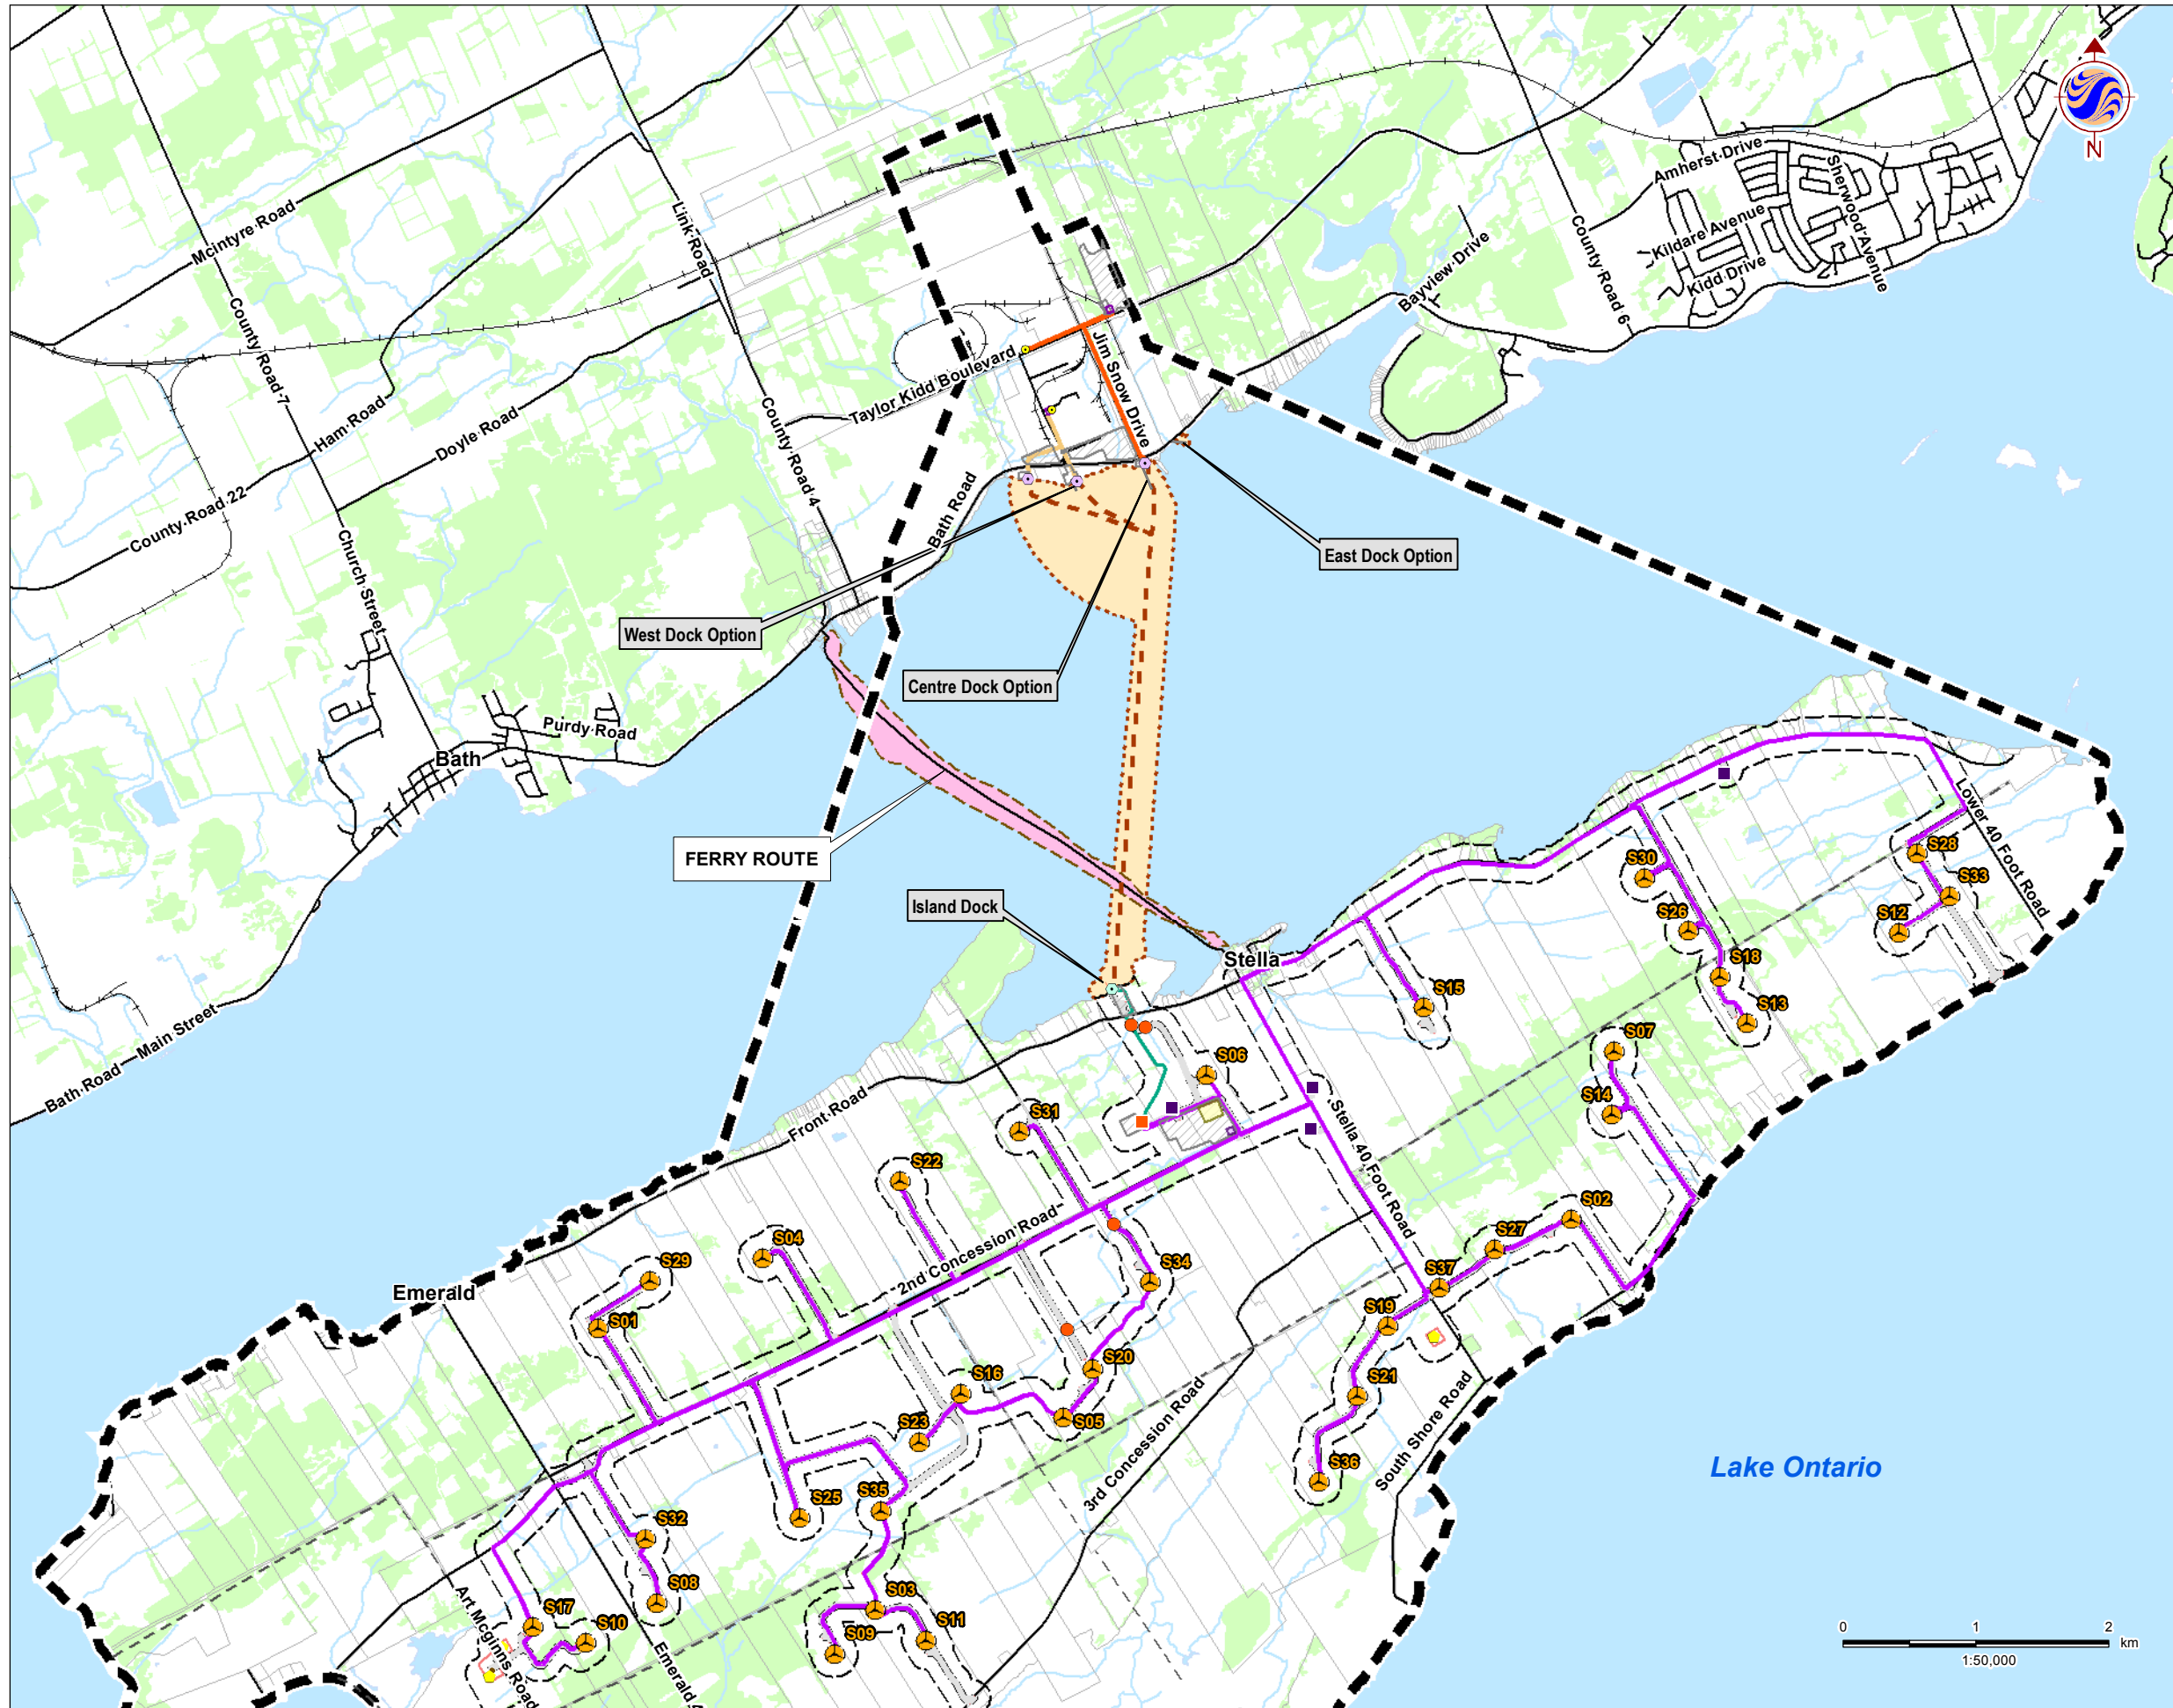 N
Amherst Drive
Sherwood Avenue
Kildare Avenue
Kidd Drive
County Road 6
Bayview Drive
Mcintyre Road
Link Road
County Road 7
Jim Snow Drive
Taylor Kidd Boulevard
Ham Road
Doyle Road
County Road 4
County Road 22
Bath Road
Church Street
East Dock Option
West Dock Option
Centre Dock Option
Purdy Road
Bath
FERRY ROUTE
Island Dock
Stella
Lower 40 Foot Road
S28
S30
S33
S26
S12
S18
S15
S13
Bath Road
Main Street
S07
S06
S14
S31
Front Road
Stella 40 Foot Road
S22
S02
S04
2nd Concession Road
S27
S29
S34
S37
Emerald
S01
S19
S20
S16
S21
S05
S23
3rd Concession Road
South Shore Road
S36
Lake Ontario
S25
S35
S32
S08
S03
S17
S10
S11
S09
Art Mcginns Road
Emerald 4
0 1 2
km
1:50,000